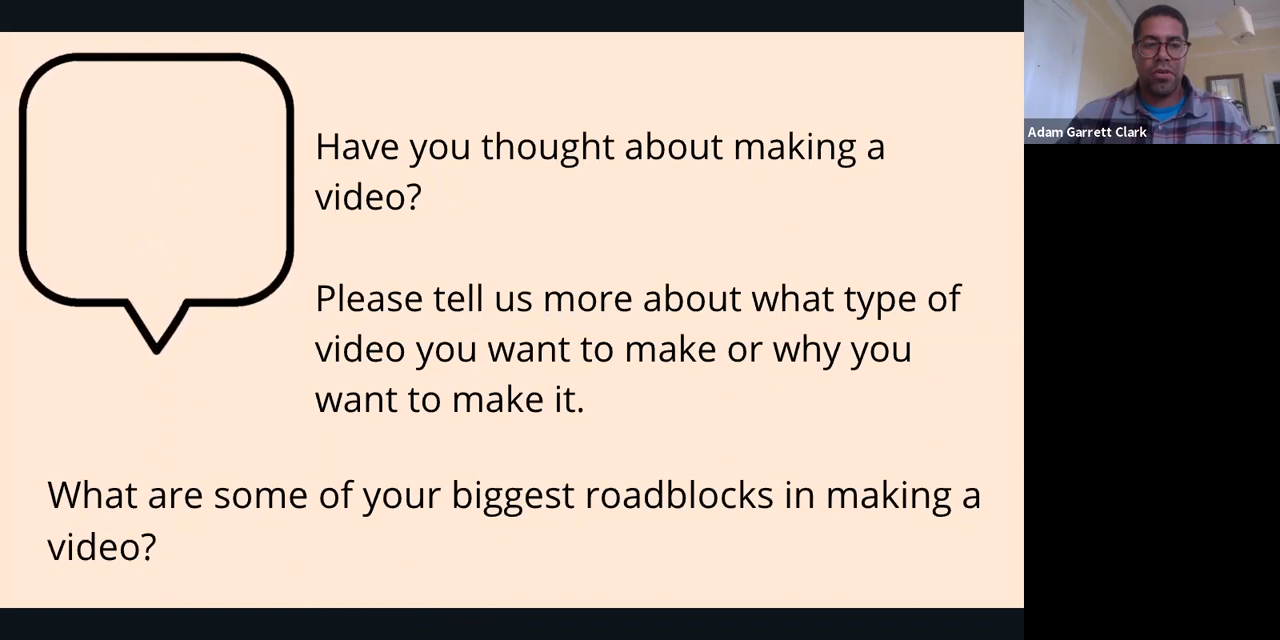 Have you thought about making a
video?
Please tell us more about what type of
video you want to make or why you
want to make it.
What are some of your biggest roadblocks in making a
video?
Adam Garrett Clark